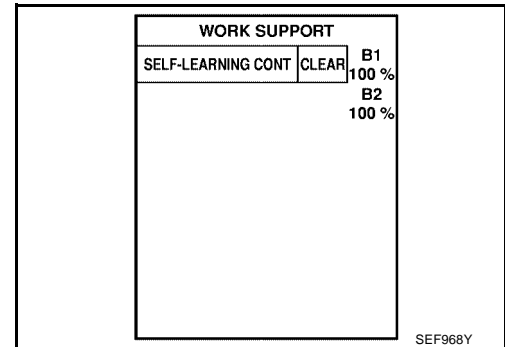 WORK SUPPORT
SELF-LEARNING CONT CLEAR B1
100 %
B2
100 %
SEF968Y